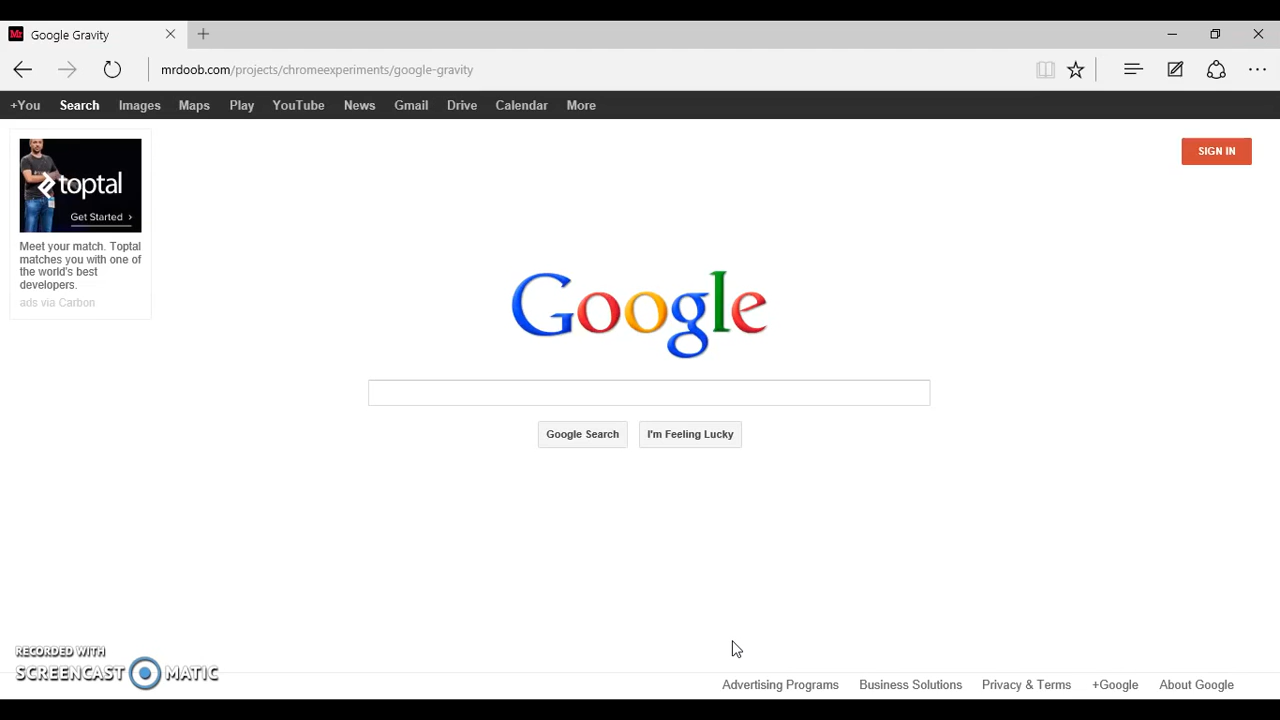 Mr Google Gravity
mrdoob.com/projects/chromeexperiments/google-gravity
+You Search Images Maps Play YouTube News Gmail Drive Calendar More
SIGN IN
toptal
Get Started ›
Meet your match. Toptal
matches you with one of
the world's best
developers.
ads via Carbon
Google
Google Search I'm Feeling Lucky
RECORDED WITH
SCREENCAST MATIC
Advertising Programs Business Solutions Privacy & Terms +Google About Google